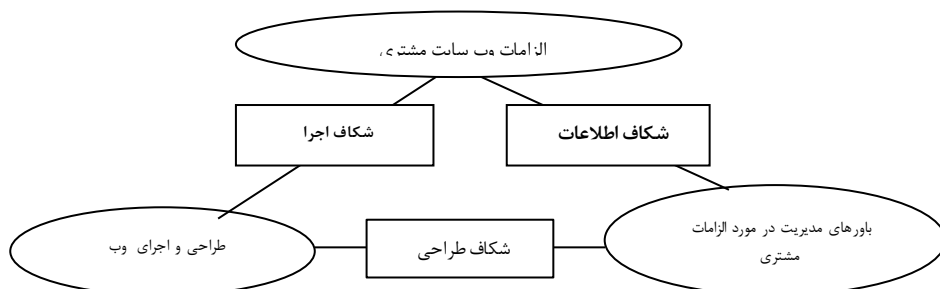 الزامات وب سایت مشتری
شکاف اجرا
شکاف اطلاعات
طراحی و اجرای وب
شکاف طراحی
باورهای مدیریت در مورد الزامات
مشتری